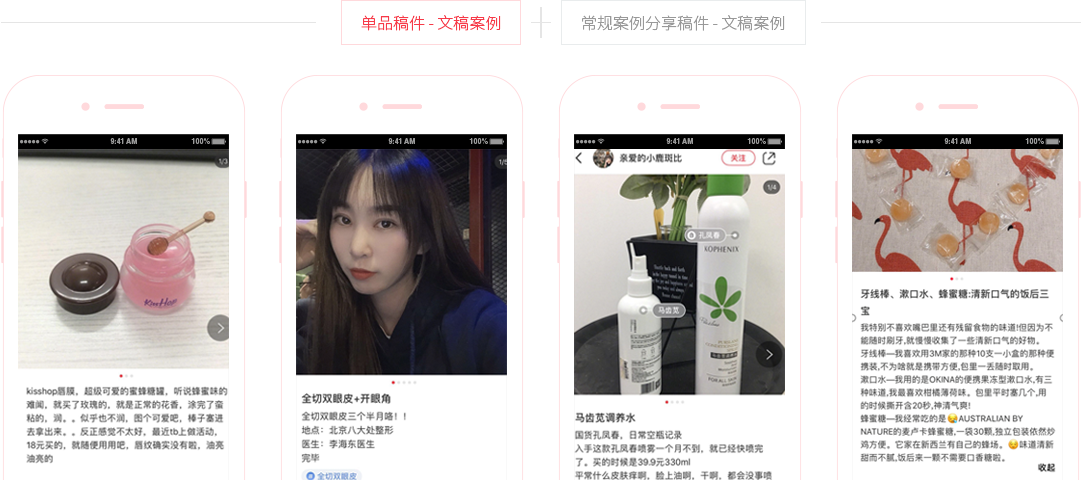 单品稿件 - 文稿案例
常规案例分享稿件 - 文稿案例
9:41 AM
100%
1/3
KissHop
kisshop唇膜，超级可爱的蜜蜂糖罐，听说蜂蜜味的
难闻，就买了玫瑰的，就是正常的花香，涂完了蛮
粘的，润。。似乎也不润，图个可爱吧，棒子塞进
去拿出来。。反正感觉不太好，最近tb上做活动，
18元买的，就随便用用吧，唇纹确实没有啦，油亮
油亮的
9:41 AM
100%
1/5
全切双眼皮+开眼角
全切双眼皮三个半月咯！！
地点：北京八大处整形
医生：李海东医生
完毕
全切双眼皮
9:41 AM
100%
亲爱的小鹿斑比
关注
1/4
孔凤春
KOPHENIX
马齿苋
马齿苋调养水
国货孔凤春，日常空瓶记录
入手这款孔凤春喷雾一个月不到，就已经快喷完
了。买的时候是39.9元330ml
平常什么皮肤痒啊，脸上油啊，干啊，都会没事喷
9:41 AM
100%
牙线棒、漱口水、蜂蜜糖:清新口气的饭后三
宝
我特别不喜欢嘴巴里还有残留食物的味道!但因为不
能随时刷牙,就慢慢收集了一些清新口气的好物。
牙线棒—我喜欢用3M家的那种10支一小盒的那种便
携装,不为啥就是携带方便,包里一丢随时取用。
漱口水—我用的是OKINA的便携果冻型漱口水,有三
种味道,我最喜欢柑橘薄荷味。包里平时塞几个,用
的时候撕开含20秒,神清气爽!
蜂蜜糖—我经常吃的是😪AUSTRALIAN BY
NATURE的麦卢卡蜂蜜糖,一袋30颗,独立包装依然炒
鸡方便。它家在新西兰有自己的蜂场。😪味道清新
甜而不腻,饭后来一颗不需要口香糖啦。
收起